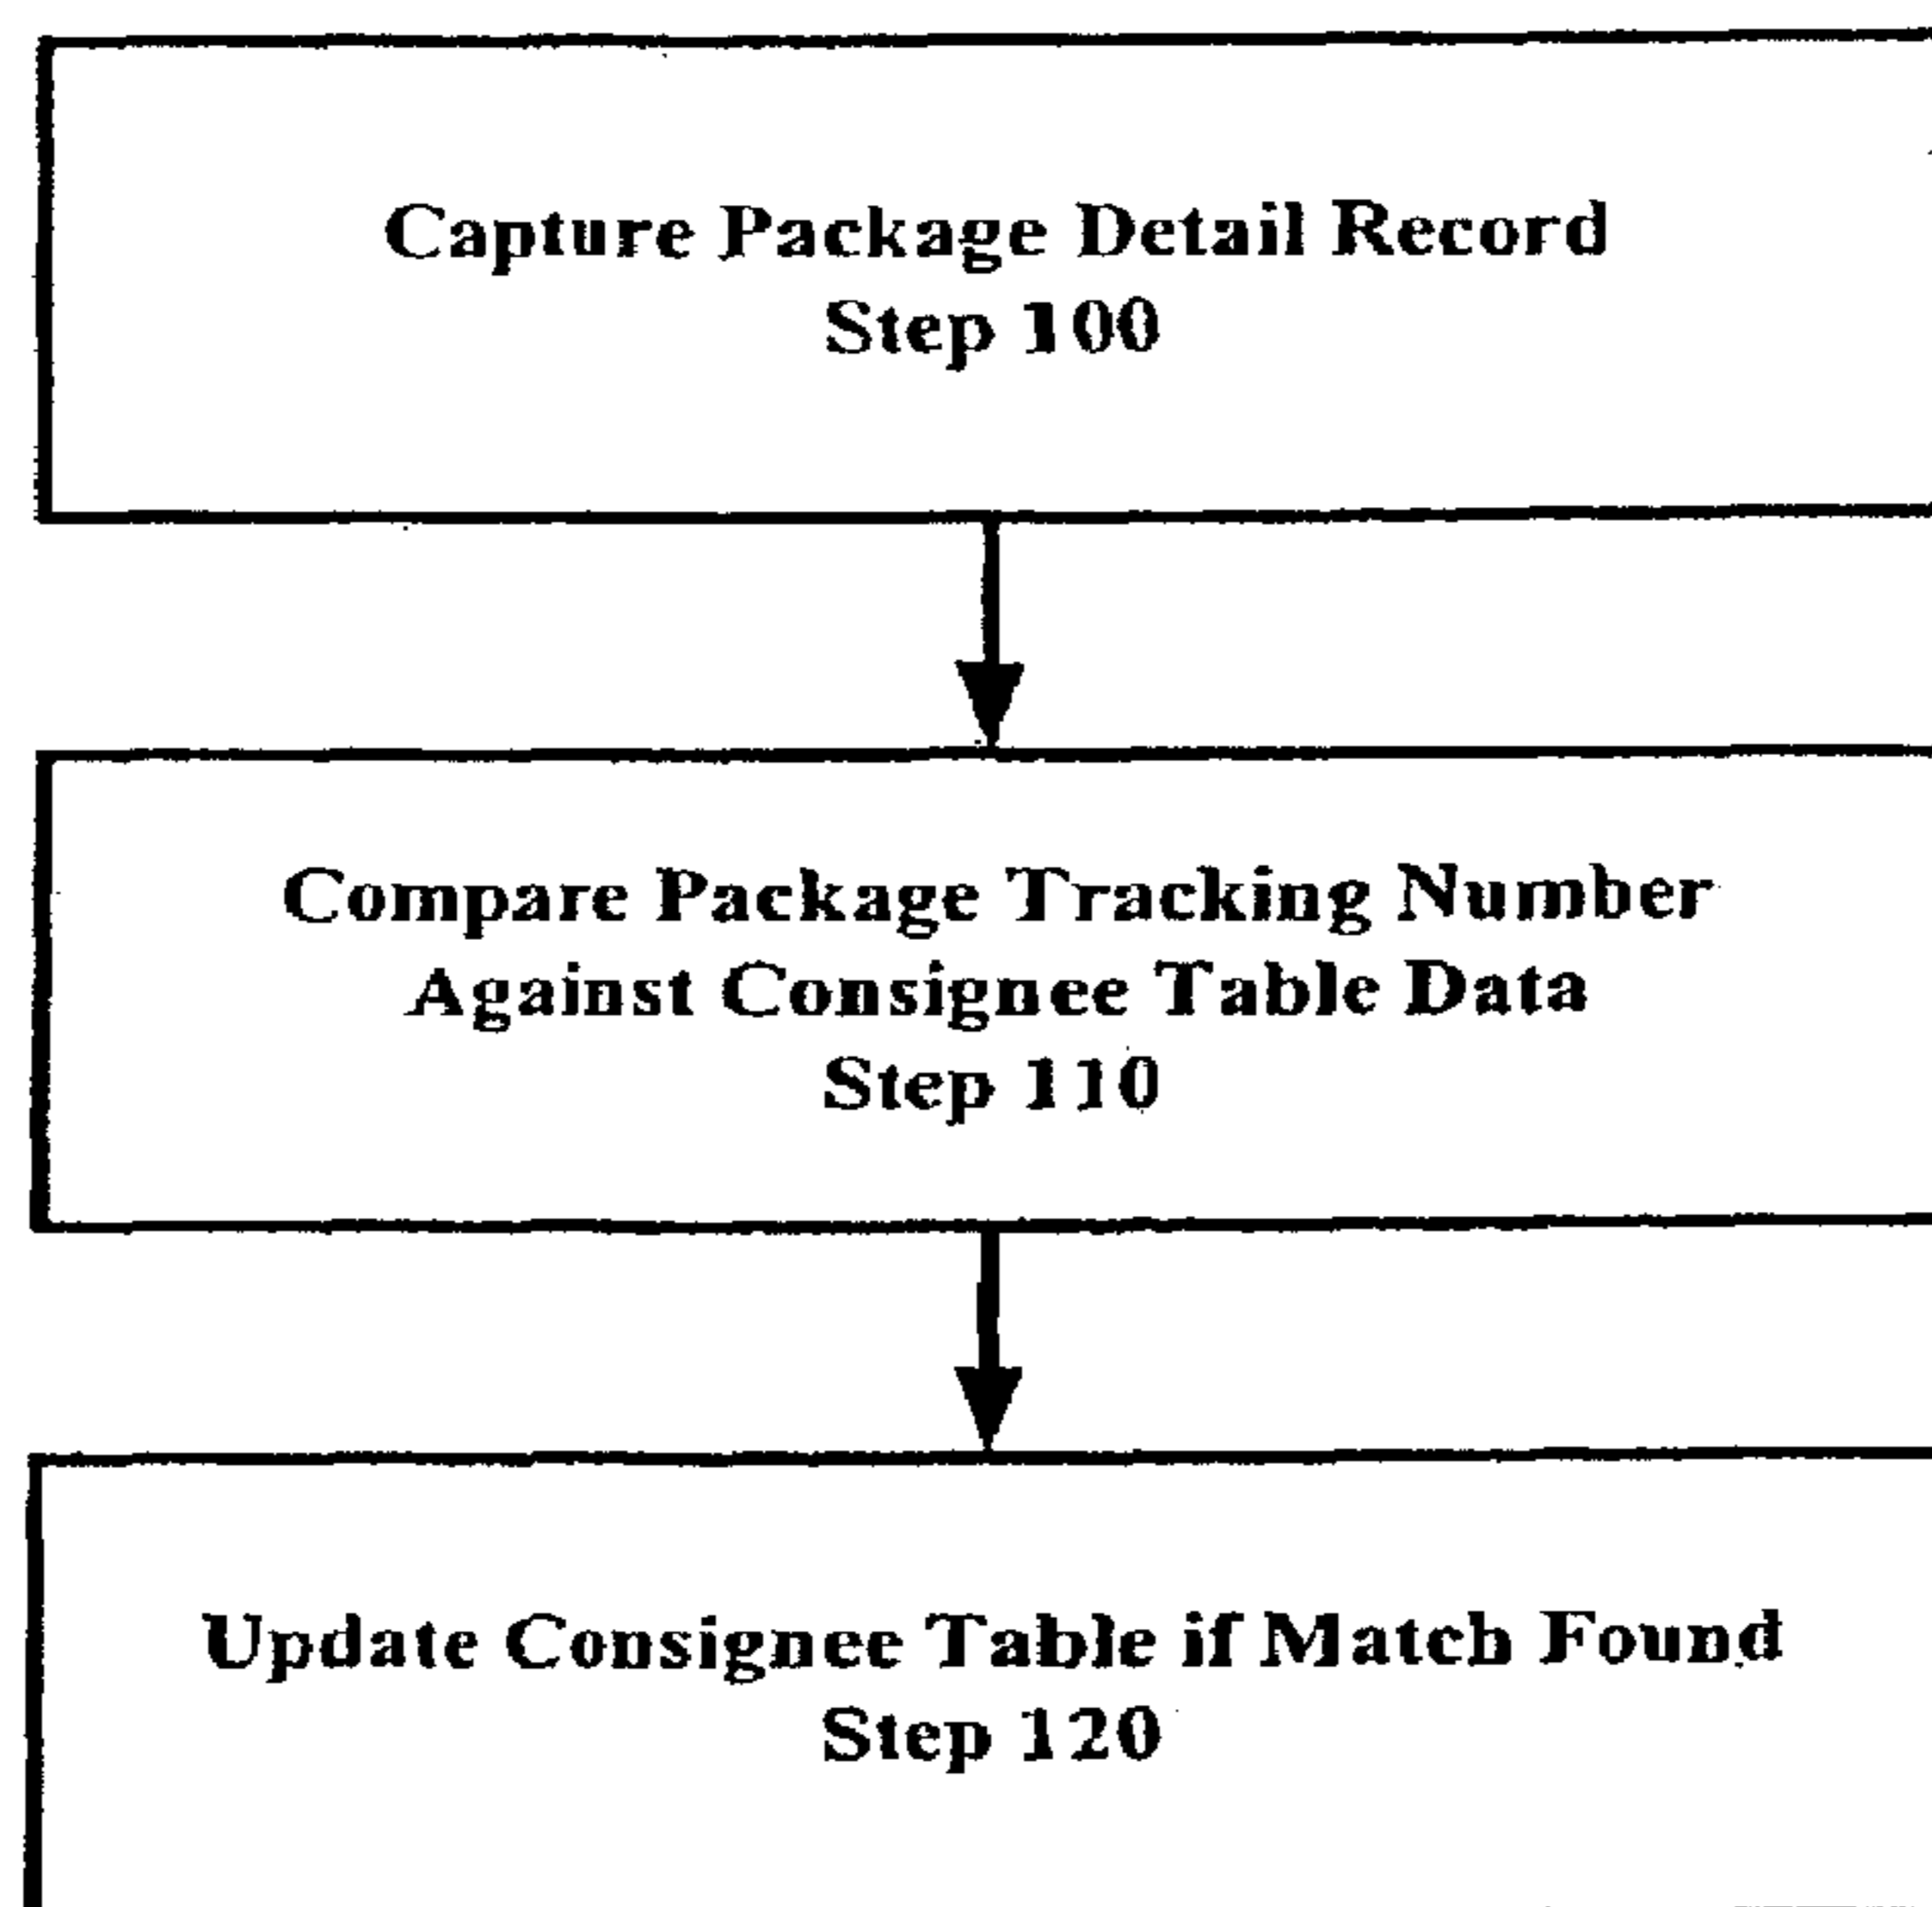 Capture Package Detail Record
Step 100
Compare Package Tracking Number
Against Consignee Table Data
Step 110
Update Consignee Table if Match Found
Step 120